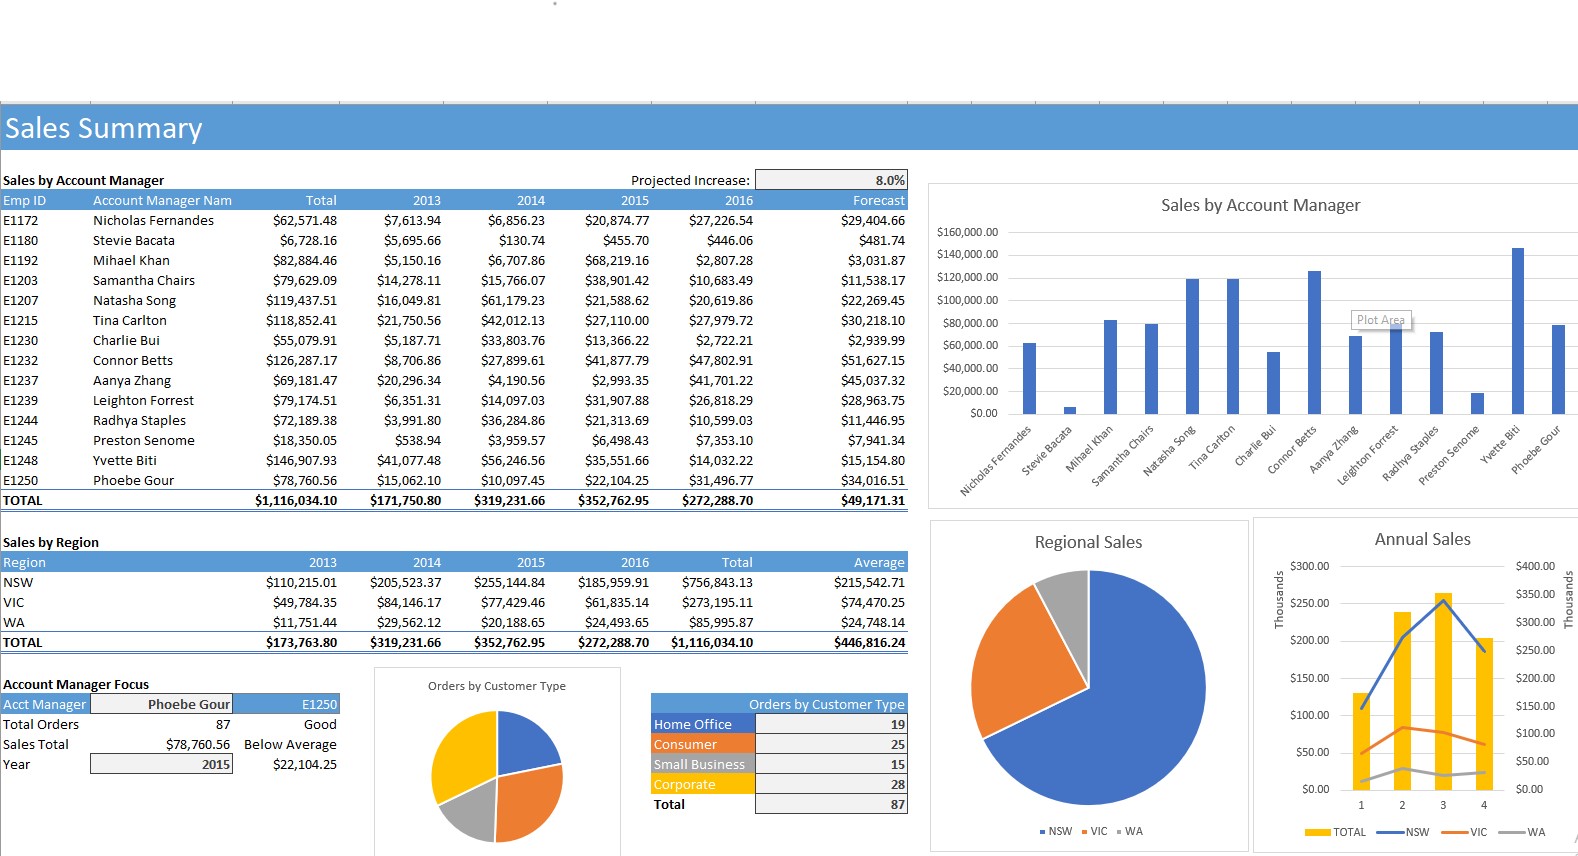 Sales Summary
Sales by Account Manager Projected Increase: 8.0%
Emp ID Account Manager Nam Total 2013 2014 2015 2016 Forecast
E1172 Nicholas Fernandes $62,571.48 $7,613.94 $6,856.23 $20,874.77 $27,226.54 $29,404.66
E1180 Stevie Bacata $6,728.16 $5,695.66 $130.74 $455.70 $446.06 $481.74
E1192 Mihael Khan $82,884.46 $5,150.16 $6,707.86 $68,219.16 $2,807.28 $3,031.87
E1203 Samantha Chairs $79,629.09 $14,278.11 $15,766.07 $38,901.42 $10,683.49 $11,538.17
E1207 Natasha Song $119,437.51 $16,049.81 $61,179.23 $21,588.62 $20,619.86 $22,269.45
E1215 Tina Carlton $118,852.41 $21,750.56 $42,012.13 $27,110.00 $27,979.72 $30,218.10
E1230 Charlie Bui $55,079.91 $5,187.71 $33,803.76 $13,366.22 $2,722.21 $2,939.99
E1232 Connor Betts $126,287.17 $8,706.86 $27,899.61 $41,877.79 $47,802.91 $51,627.15
E1237 Aanya Zhang $69,181.47 $20,296.34 $4,190.56 $2,993.35 $41,701.22 $45,037.32
E1239 Leighton Forrest $79,174.51 $6,351.31 $14,097.03 $31,907.88 $26,818.29 $28,963.75
E1244 Radhya Staples $72,189.38 $3,991.80 $36,284.86 $21,313.69 $10,599.03 $11,446.95
E1245 Preston Senome $18,350.05 $538.94 $3,959.57 $6,498.43 $7,353.10 $7,941.34
E1248 Yvette Biti $146,907.93 $41,077.48 $56,246.56 $35,551.66 $14,032.22 $15,154.80
E1250 Phoebe Gour $78,760.56 $15,062.10 $10,097.45 $22,104.25 $31,496.77 $34,016.51
TOTAL $1,116,034.10 $171,750.80 $319,231.66 $352,762.95 $272,288.70 $49,171.31
Sales by Region
Region 2013 2014 2015 2016 Total Average
NSW $110,215.01 $205,523.37 $255,144.84 $185,959.91 $756,843.13 $215,542.71
VIC $49,784.35 $84,146.17 $77,429.46 $61,835.14 $273,195.11 $74,470.25
WA $11,751.44 $29,562.12 $20,188.65 $24,493.65 $85,995.87 $24,748.14
TOTAL $173,763.80 $319,231.66 $352,762.95 $272,288.70 $1,116,034.10 $446,816.24
Account Manager Focus
Acct Manager Phoebe Gour E1250
Total Orders 87 Good
Sales Total $78,760.56 Below Average
Year 2015 $22,104.25
Orders by Customer Type
Orders by Customer Type
Home Office 19
Consumer 25
Small Business 15
Corporate 28
Total 87
Sales by Account Manager
$160,000.00
$140,000.00
$120,000.00
$100,000.00
$80,000.00
$60,000.00
$40,000.00
$20,000.00
$0.00
Plot Area
Nicholas Fernandes
Stevie Bacata
Mihael Khan
Samantha Chairs
Natasha Song
Tina Carlton
Charlie Bui
Connor Betts
Aanya Zhang
Leighton Forrest
Radhya Staples
Preston Senome
Yvette Biti
Phoebe Gour
Regional Sales
NSW VIC WA
Annual Sales
Thousands
$300.00
$250.00
$200.00
$150.00
$100.00
$50.00
$0.00
$400.00
$350.00
$300.00
$250.00
$200.00
$150.00
$100.00
$50.00
$0.00
Thousands
1 2 3 4
TOTAL NSW VIC WA